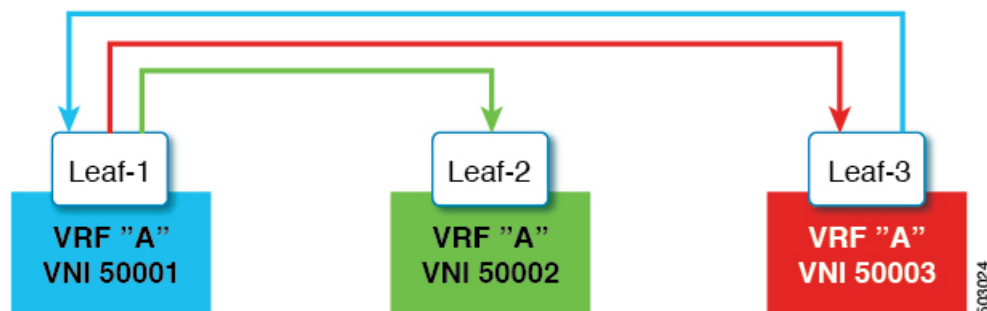 Leaf-1
Leaf-2
Leaf-3
VRF ”A”
VNI 50001
VRF ”A”
VNI 50002
VRF ”A”
VNI 50003
503024